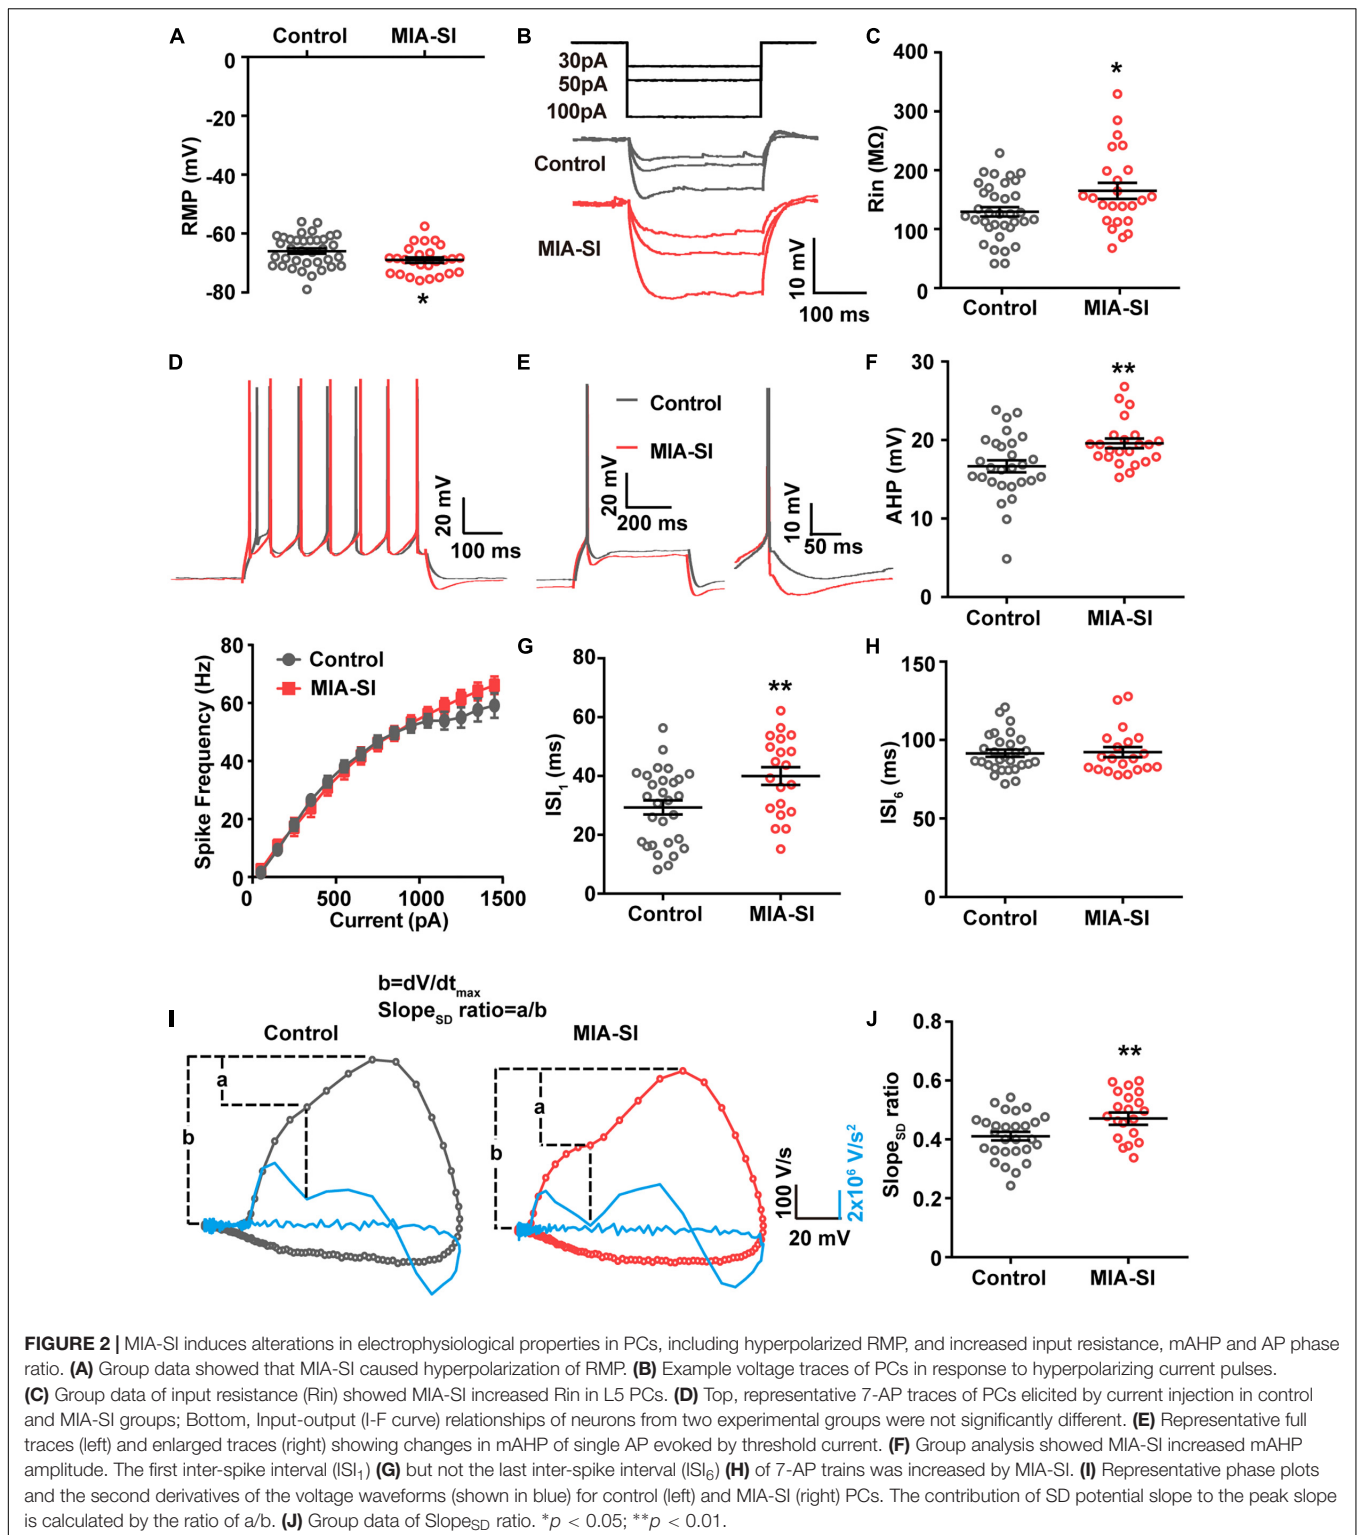 A
Control MIA-SI
0
-20
-40
-60
-80
RMP (mV)
*
B
30pA
50pA
100pA
Control
MIA-SI
10 mV
100 ms
C
400
300
200
100
0
Rin (MΩ)
*
Control MIA-SI
D
20 mV
100 ms
E
Control
MIA-SI
20 mV
200 ms
10 mV
50 ms
F
30
20
10
0
AHP (mV)
**
Control MIA-SI
80
60
40
20
0
Spike Frequency (Hz)
Control
MIA-SI
0 500 1000 1500
Current (pA)
G
80
60
40
20
0
ISI1 (ms)
**
Control MIA-SI
H
150
100
50
0
ISI6 (ms)
Control MIA-SI
I
b=dV/dtmax
SlopeSD ratio=a/b
Control MIA-SI
a
b
a
b
100 V/s
2x10⁶ V/s²
20 mV
J
0.8
0.6
0.4
0.2
0
SlopeSD ratio
**
Control MIA-SI
FIGURE 2 | MIA-SI induces alterations in electrophysiological properties in PCs, including hyperpolarized RMP, and increased input resistance, mAHP and AP phase
ratio. (A) Group data showed that MIA-SI caused hyperpolarization of RMP. (B) Example voltage traces of PCs in response to hyperpolarizing current pulses.
(C) Group data of input resistance (Rin) showed MIA-SI increased Rin in L5 PCs. (D) Top, representative 7-AP traces of PCs elicited by current injection in control
and MIA-SI groups; Bottom, Input-output (I-F curve) relationships of neurons from two experimental groups were not significantly different. (E) Representative full
traces (left) and enlarged traces (right) showing changes in mAHP of single AP evoked by threshold current. (F) Group analysis showed MIA-SI increased mAHP
amplitude. The first inter-spike interval (ISI1) (G) but not the last inter-spike interval (ISI6) (H) of 7-AP trains was increased by MIA-SI. (I) Representative phase plots
and the second derivatives of the voltage waveforms (shown in blue) for control (left) and MIA-SI (right) PCs. The contribution of SD potential slope to the peak slope
is calculated by the ratio of a/b. (J) Group data of SlopeSD ratio. *p < 0.05; **p < 0.01.